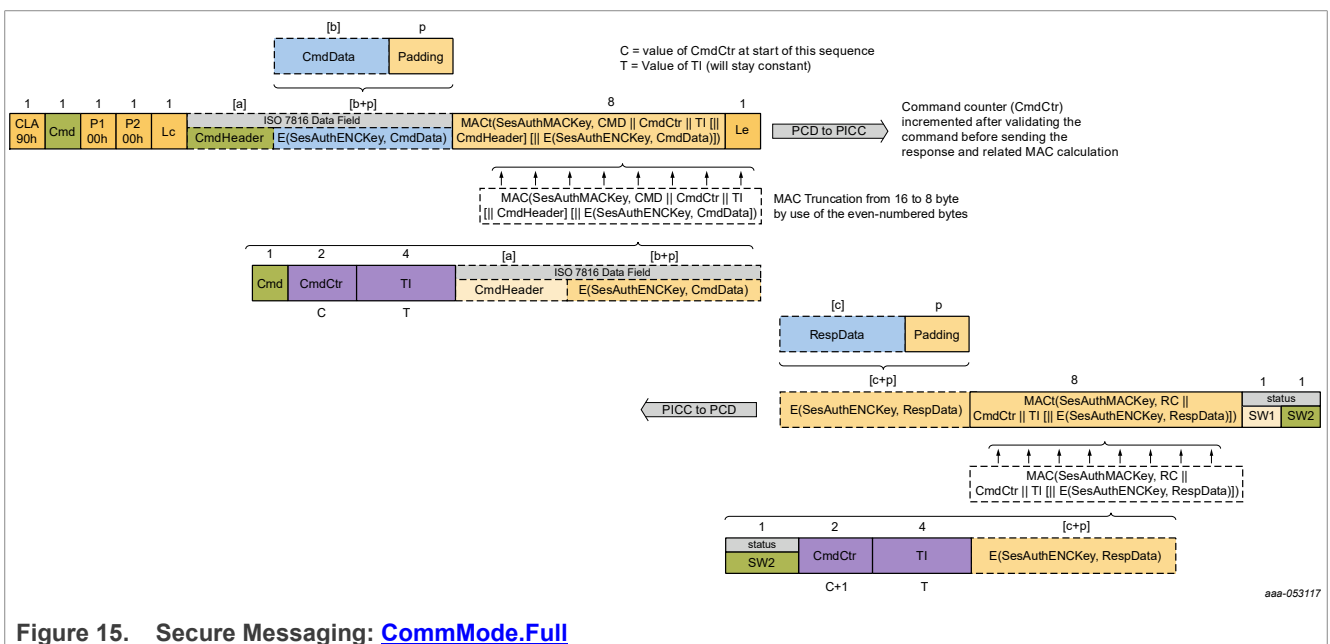 [b] p
CmdData Padding
C = value of CmdCtr at start of this sequence
T = Value of TI (will stay constant)
1 1 1 1 1 [a] [b+p] 8 1
CLA 90h Cmd P1 00h P2 00h Lc
ISO 7816 Data Field
CmdHeader E(SesAuthENCKey, CmdData)
MACt(SesAuthMACKey, CMD || CmdCtr || TI [||
CmdHeader] [|| E(SesAuthENCKey, CmdData)])
Le
PCD to PICC
Command counter (CmdCtr)
incremented after validating the
command before sending the
response and related MAC calculation
MAC(SesAuthMACKey, CMD || CmdCtr || TI
[|| CmdHeader] [|| E(SesAuthENCKey, CmdData])
MAC Truncation from 16 to 8 byte
by use of the even-numbered bytes
1 2 4 [a] [b+p]
Cmd CmdCtr TI
ISO 7816 Data Field
CmdHeader E(SesAuthENCKey, CmdData)
C T
[c] p
RespData Padding
[c+p] 8 1 1
PICC to PCD
E(SesAuthENCKey, RespData)
MACt(SesAuthMACKey, RC ||
CmdCtr || TI [|| E(SesAuthENCKey, RespData)])
status
SW1 SW2
MAC(SesAuthMACKey, RC ||
CmdCtr || TI [|| E(SesAuthENCKey, RespData)])
1 2 4 [c+p]
status
SW2 CmdCtr TI E(SesAuthENCKey, RespData)
C+1 T
aaa-053117
Figure 15. Secure Messaging: CommMode.Full